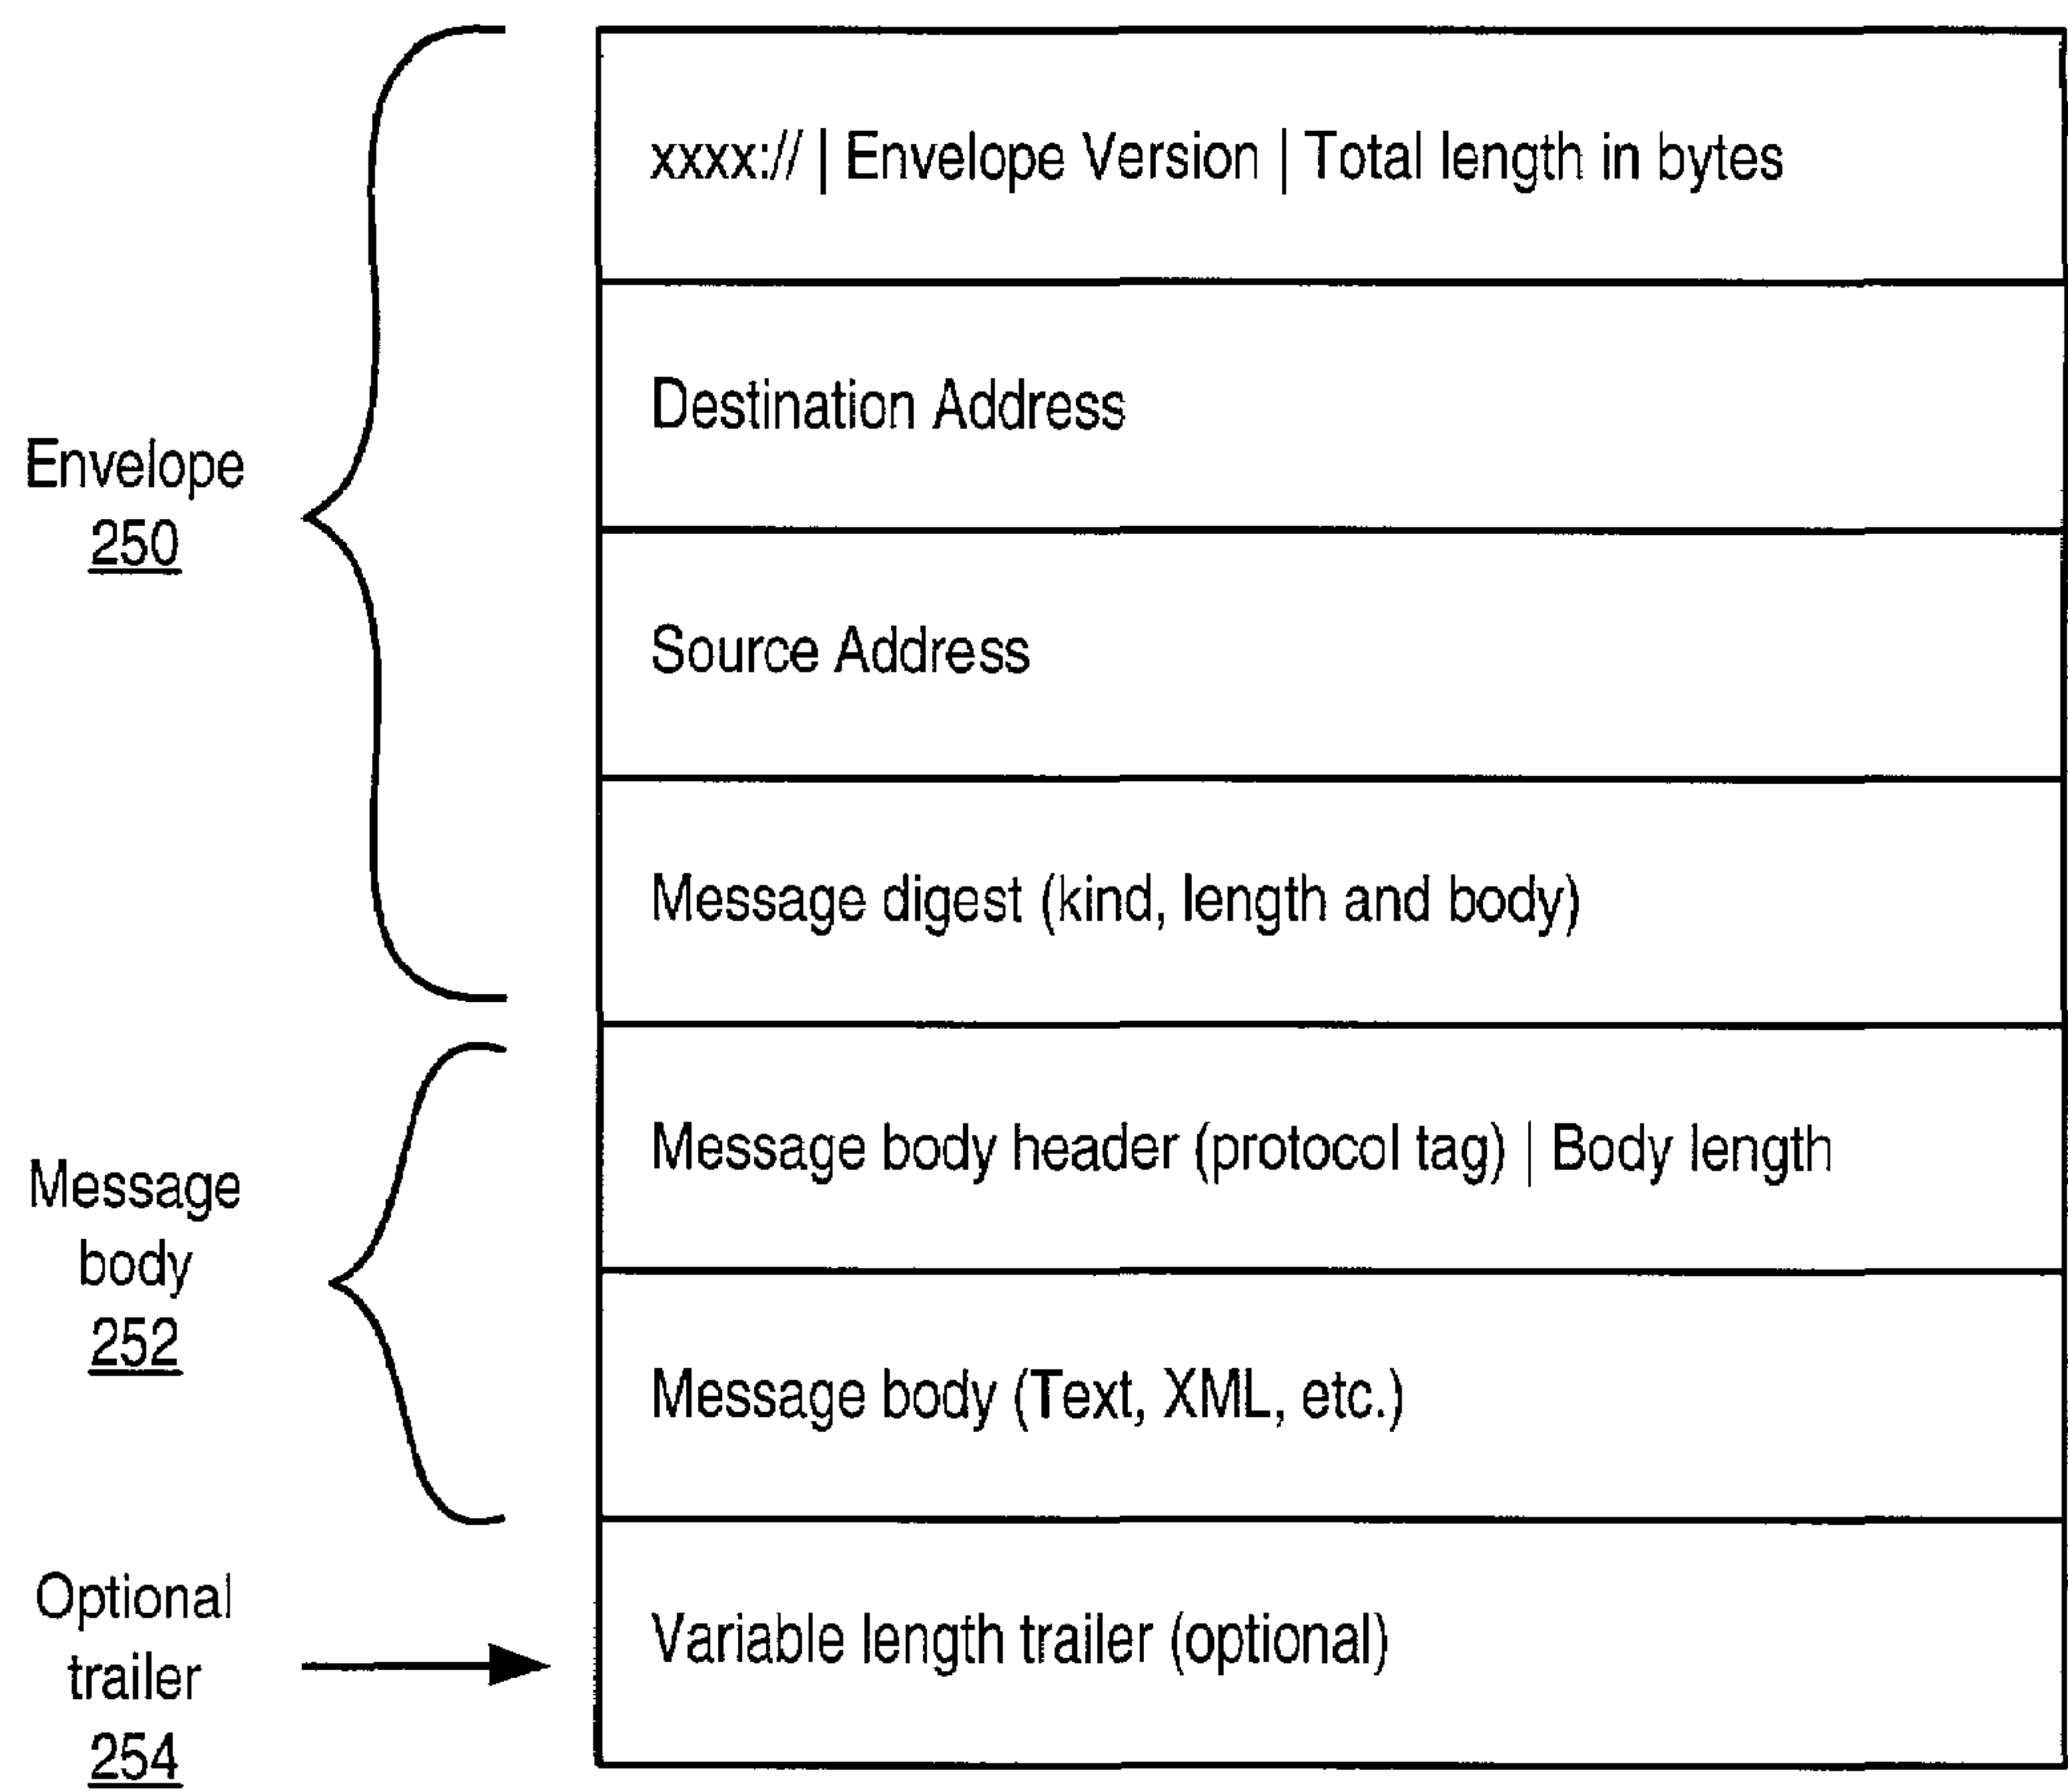 xxxx:// | Envelope Version | Total length in bytes
Destination Address
Envelope
250
Source Address
Message digest (kind, length and body)
Message body header (protocol tag) | Body length
Message
body
252
Message body (Text, XML, etc.)
Optional
trailer
254
Variable length trailer (optional)